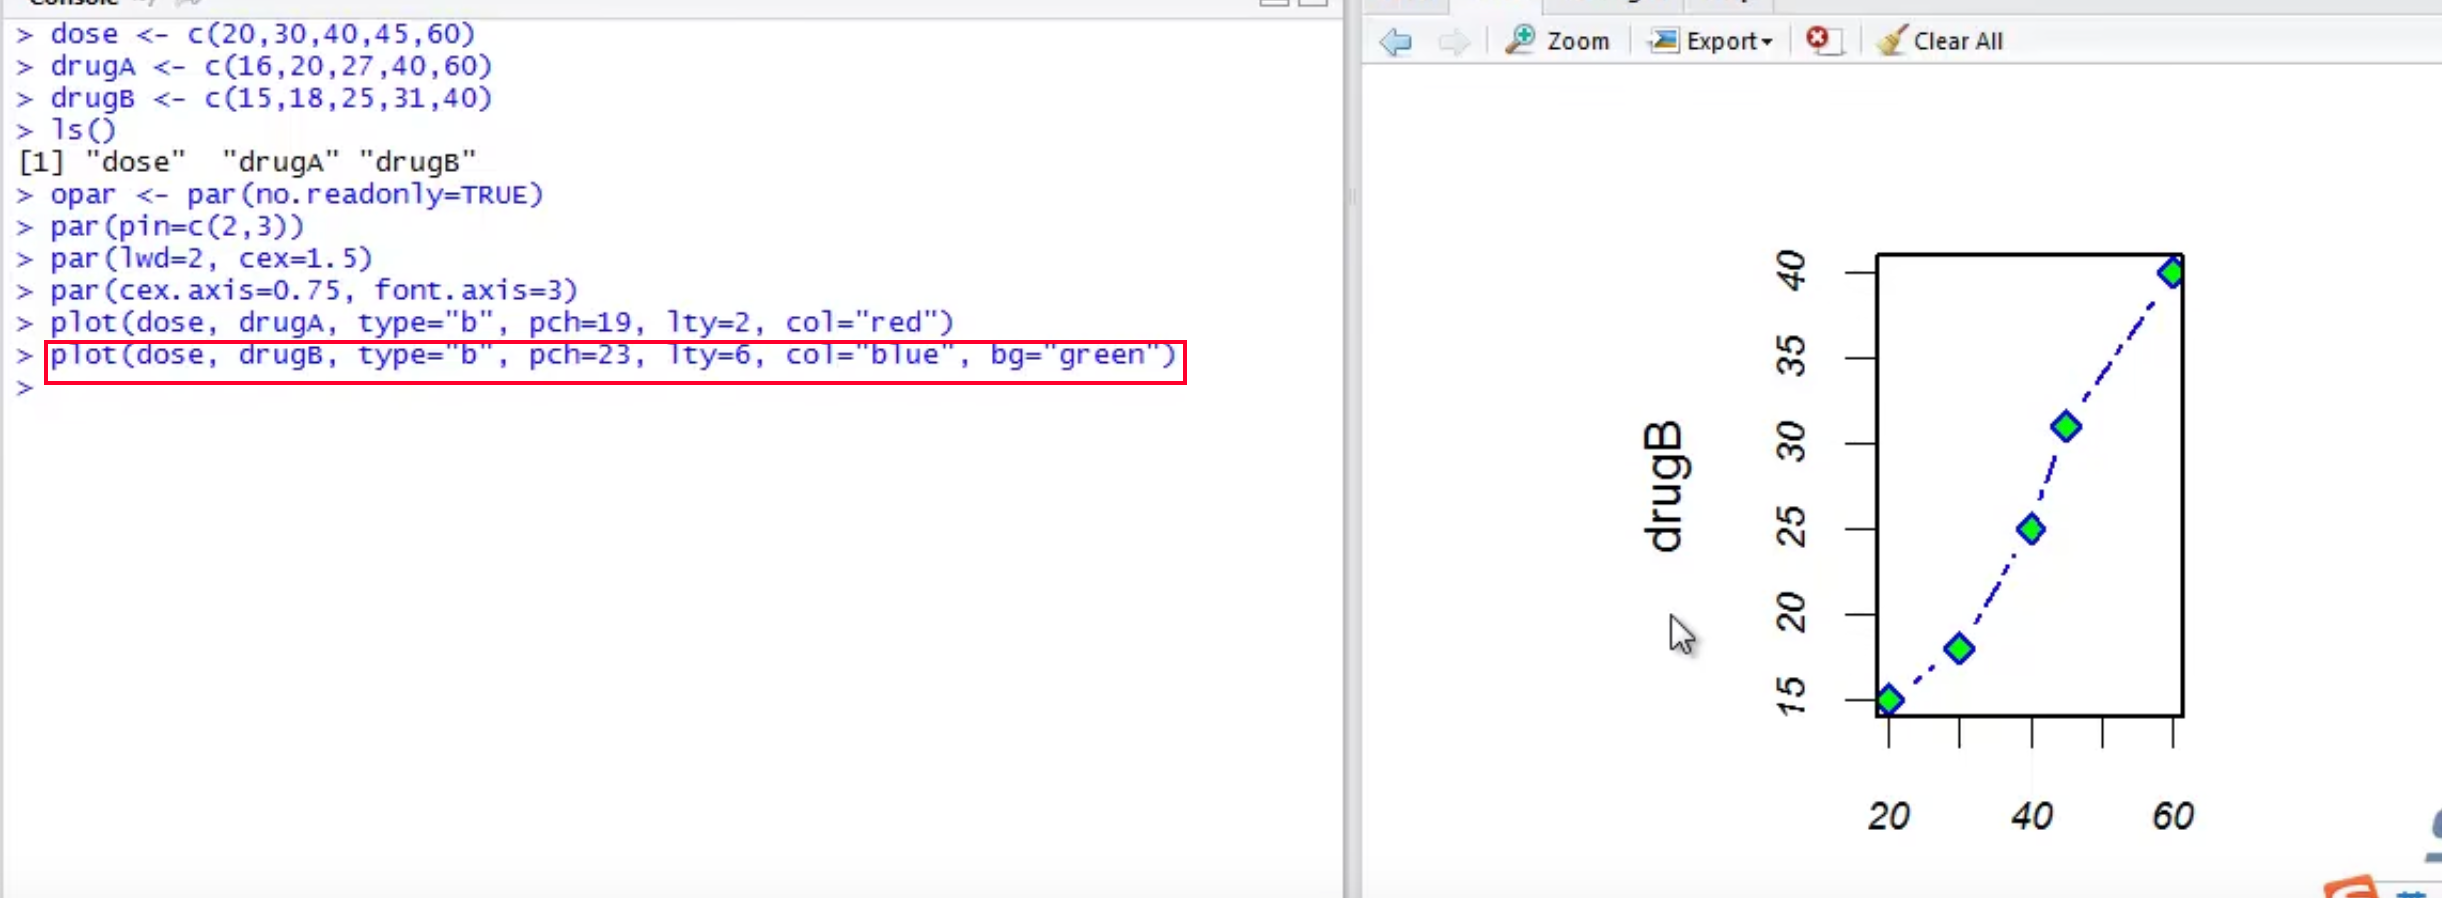 > dose <- c(20,30,40,45,60)
> drugA <- c(16,20,27,40,60)
> drugB <- c(15,18,25,31,40)
> ls()
[1] "dose"  "drugA" "drugB"
> opar <- par(no.readonly=TRUE)
> par(pin=c(2,3))
> par(lwd=2, cex=1.5)
> par(cex.axis=0.75, font.axis=3)
> plot(dose, drugA, type="b", pch=19, lty=2, col="red")
> plot(dose, drugB, type="b", pch=23, lty=6, col="blue", bg="green")
>
Zoom Export Clear All
40
35
30
25
20
15
drugB
20 40 60